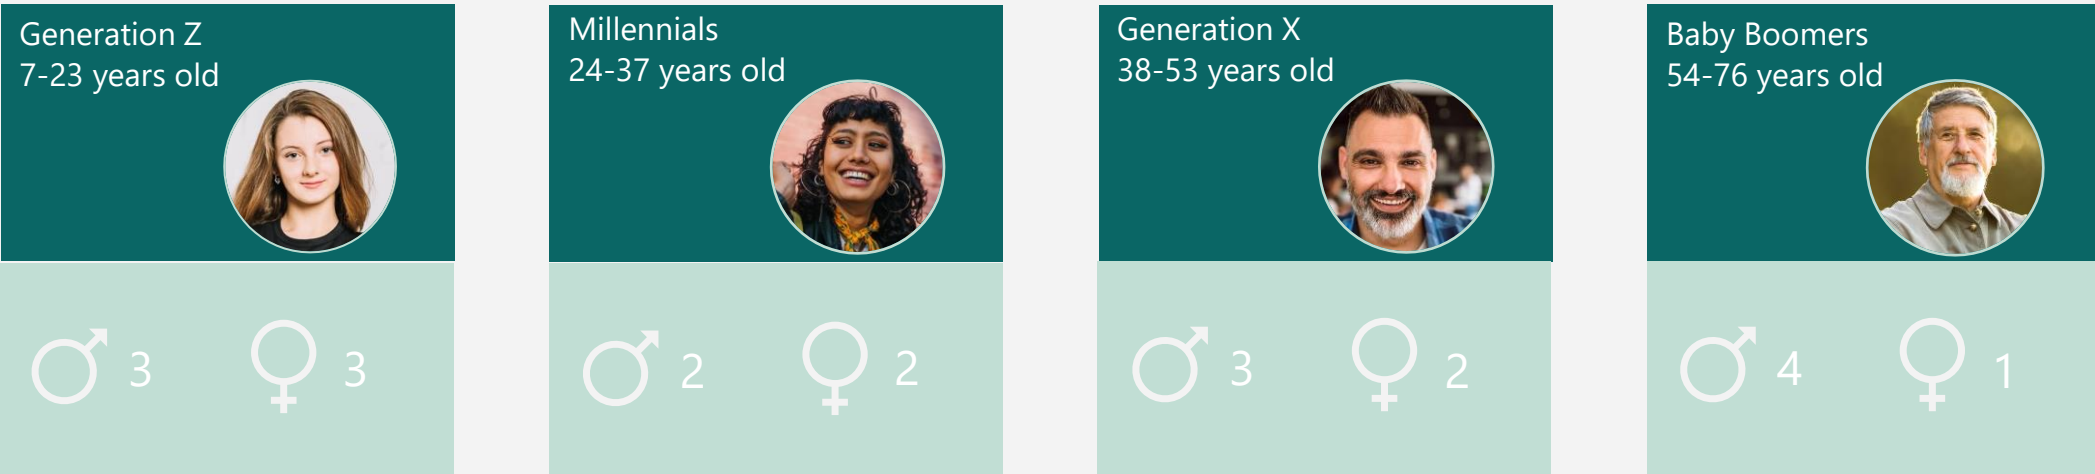 Generation Z
7-23 years old
3
3
Millennials
24-37 years old
2
2
Generation X
38-53 years old
3
2
Baby Boomers
54-76 years old
4
1